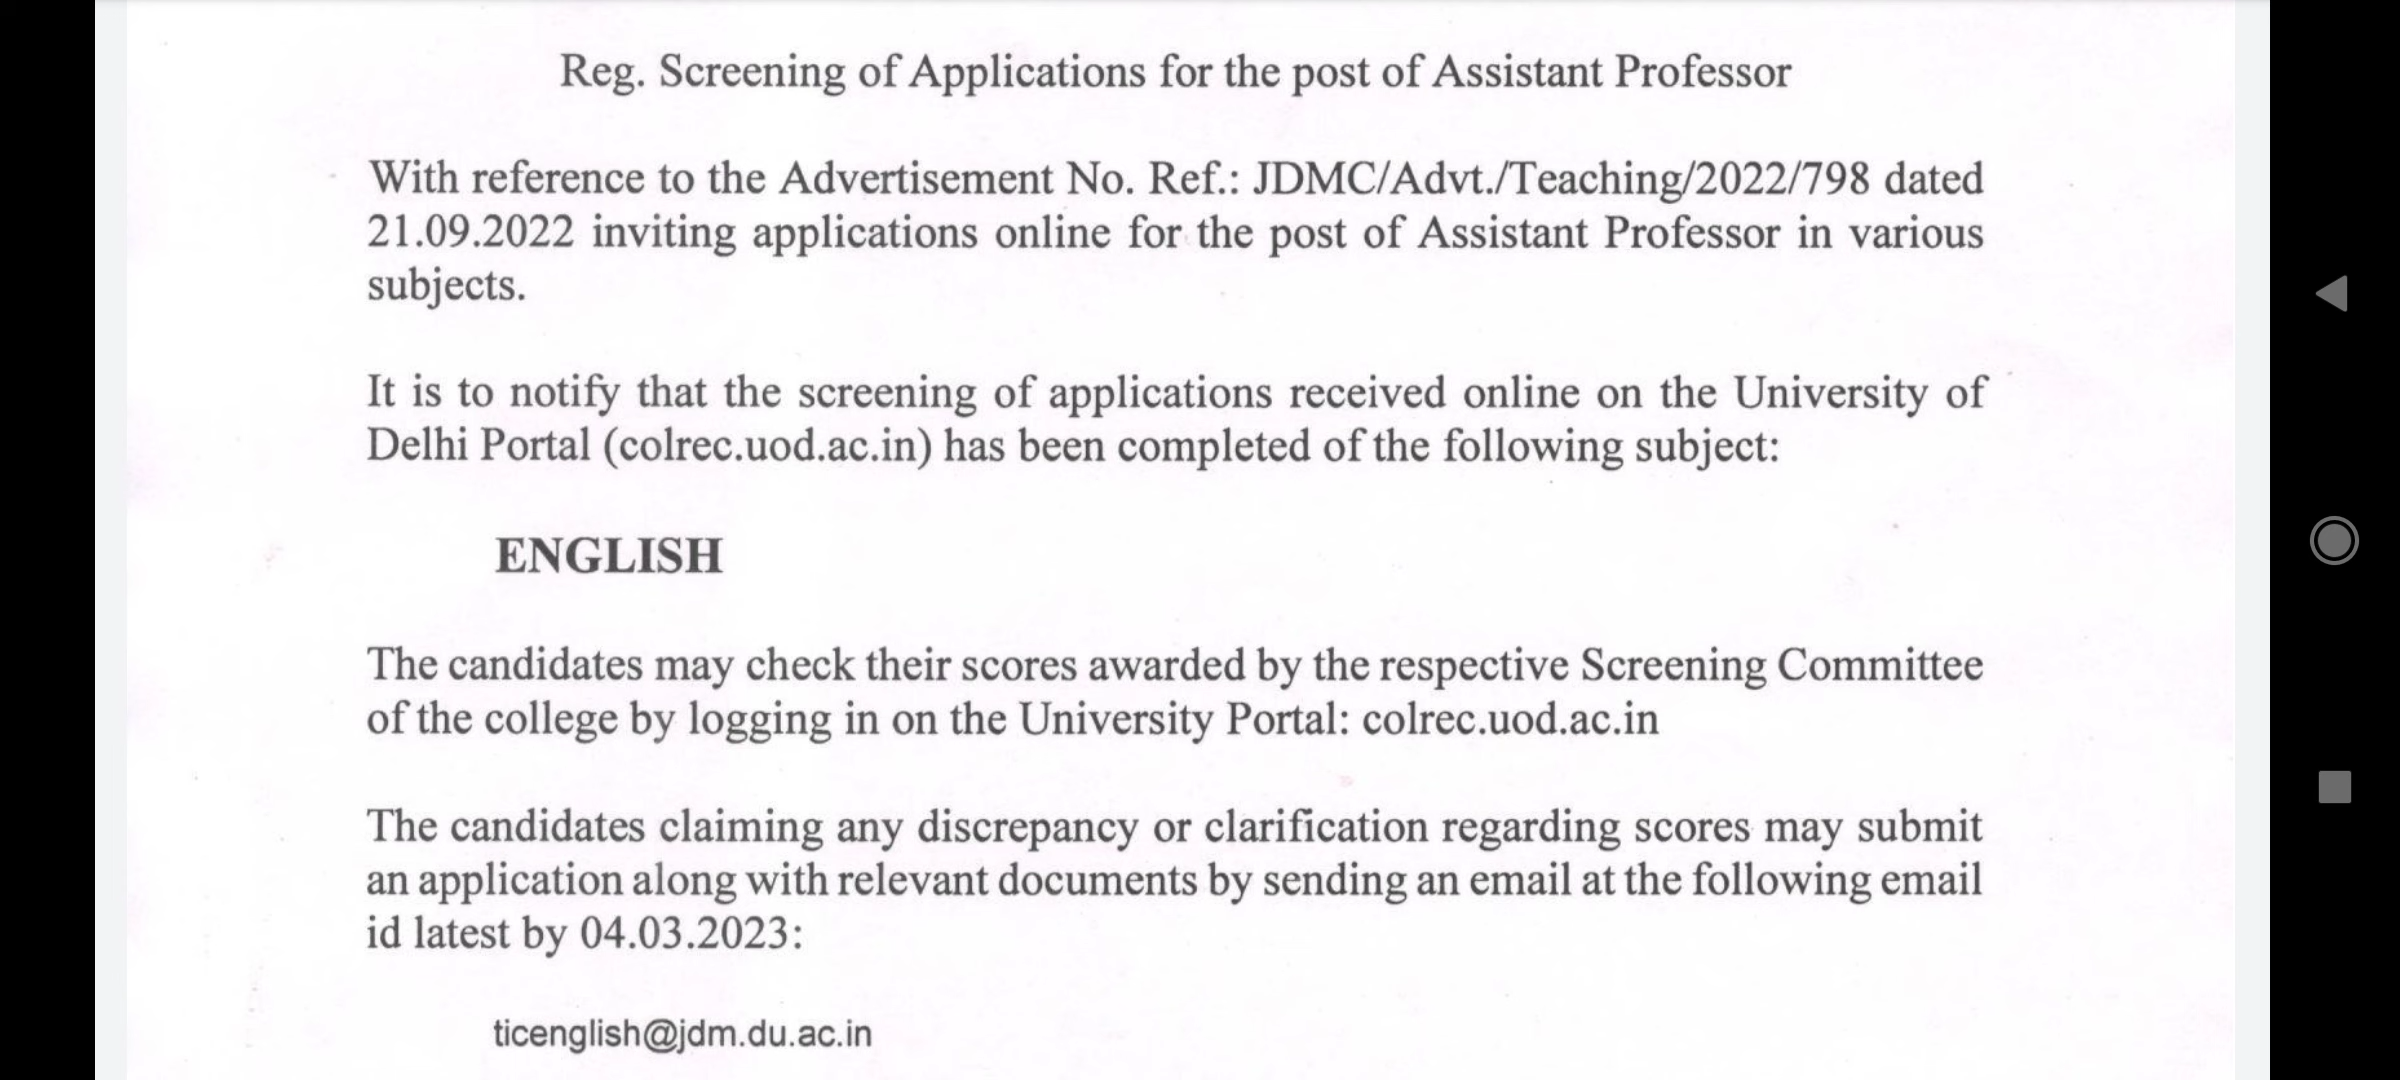 Reg. Screening of Applications for the post of Assistant Professor
With reference to the Advertisement No. Ref.: JDMC/Advt./Teaching/2022/798 dated
21.09.2022 inviting applications online for the post of Assistant Professor in various
subjects.
It is to notify that the screening of applications received online on the University of
Delhi Portal (colrec.uod.ac.in) has been completed of the following subject:
ENGLISH
The candidates may check their scores awarded by the respective Screening Committee
of the college by logging in on the University Portal: colrec.uod.ac.in
The candidates claiming any discrepancy or clarification regarding scores may submit
an application along with relevant documents by sending an email at the following email
id latest by 04.03.2023:
ticenglish@jdm.du.ac.in